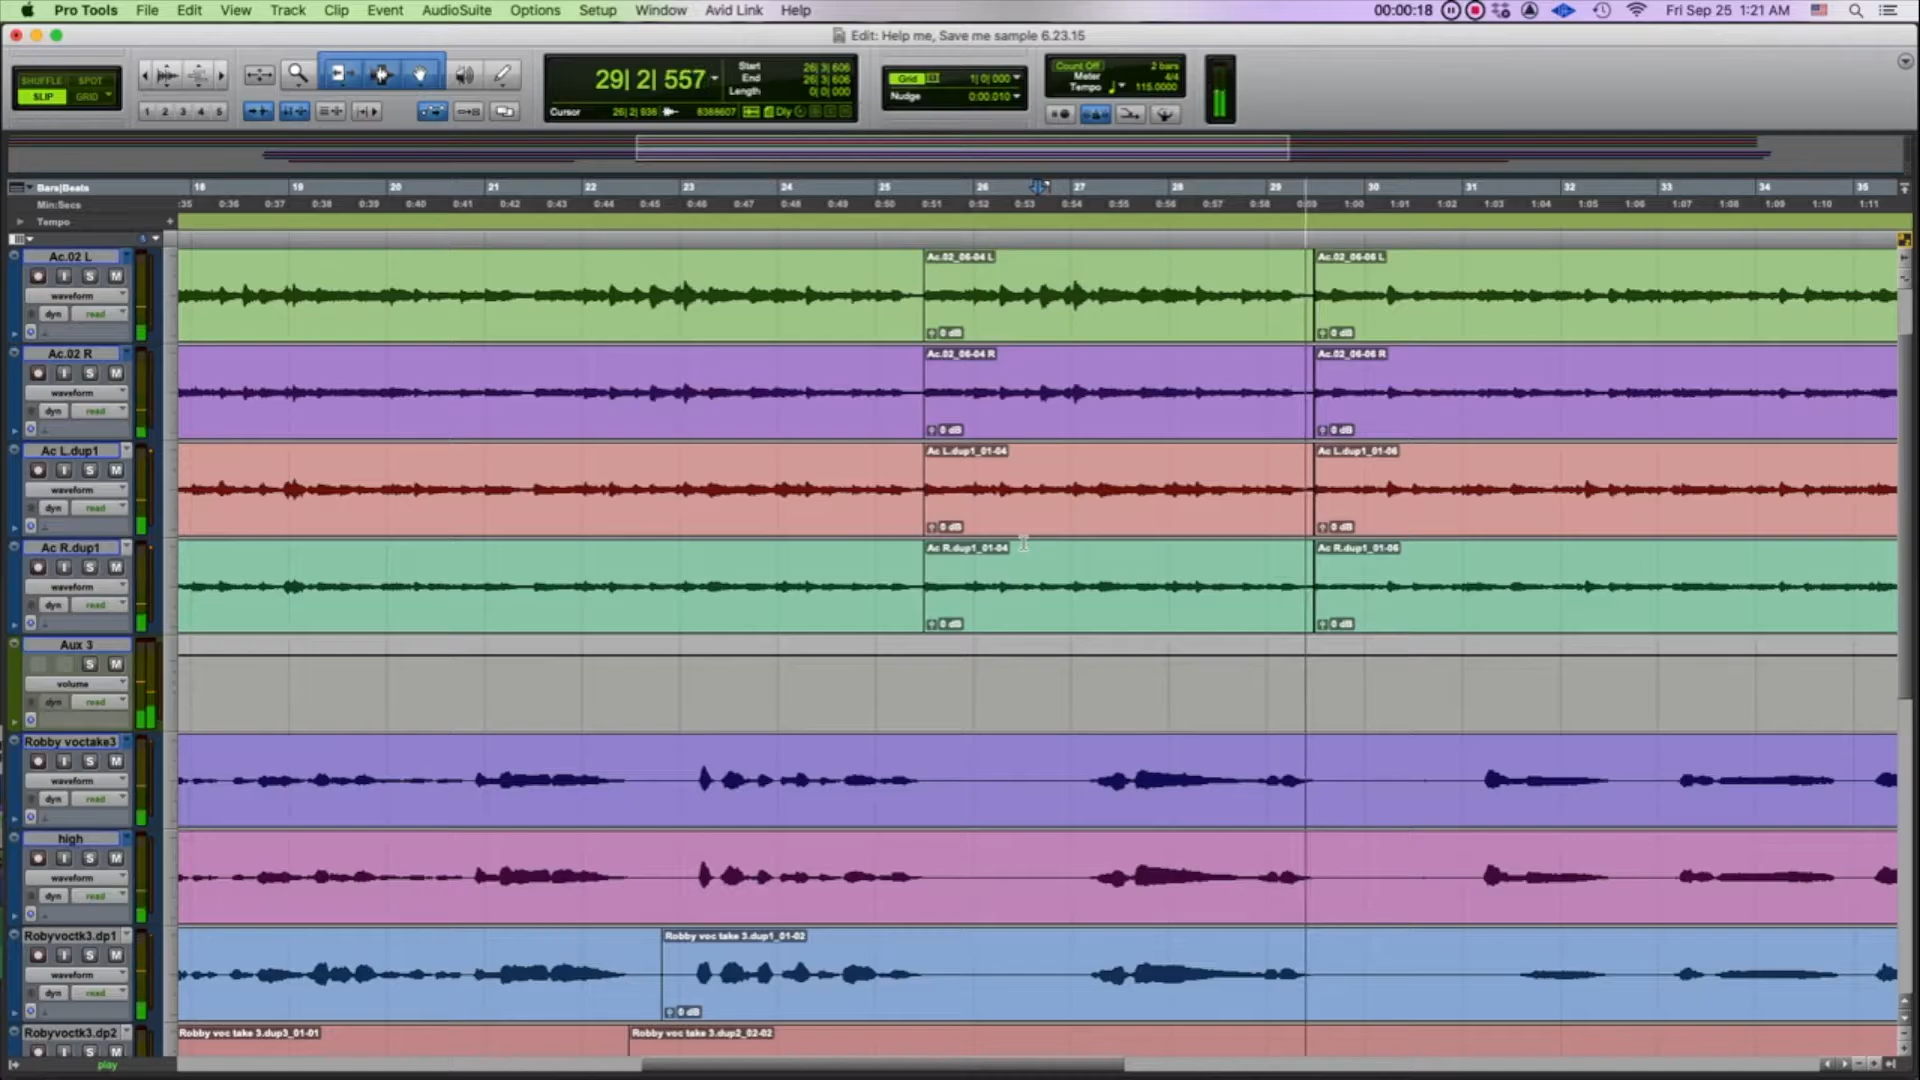 Pro Tools File Edit View Track Clip Event AudioSuite Options Setup Window Avid Link Help 00:00:18 Fri Sep 25 1:21 AM
Edit: Help me, Save me sample 6.23.15
SHUFFLE SPOT
SLIP GRID
1 2 3 4 5
29| 2| 557
Start 26| 3| 606
End 26| 3| 606
Length 0| 0| 000
Cursor 26| 2| 936 8388607 Dly
Grid 1| 0| 000
Nudge 0:00.010
Count Off 2 bars
Meter 4/4
Tempo 115.0000
Bars|Beats 18 19 20 21 22 23 24 25 26 27 28 29 30 31 32 33 34 35
Min:Secs :35 0:36 0:37 0:38 0:39 0:40 0:41 0:42 0:43 0:44 0:45 0:46 0:47 0:48 0:49 0:50 0:51 0:52 0:53 0:54 0:55 0:56 0:57 0:58 0:59 1:00 1:01 1:02 1:03 1:04 1:05 1:06 1:07 1:08 1:09 1:10 1:11
Tempo
Ac.02 L Ac.02_06-04 L Ac.02_06-06 L
I S M
waveform
dyn read
0 dB 0 dB
Ac.02 R Ac.02_06-04 R Ac.02_06-06 R
I S M
waveform
dyn read
0 dB 0 dB
Ac L.dup1 Ac L.dup1_01-04 Ac L.dup1_01-06
I S M
waveform
dyn read
0 dB 0 dB
Ac R.dup1 Ac R.dup1_01-04 Ac R.dup1_01-06
I S M
waveform
dyn read
0 dB 0 dB
Aux 3
S M
volume
dyn read
Robby voctake3
I S M
waveform
dyn read
high
I S M
waveform
dyn read
Robyvoctk3.dp1 Robby voc take 3.dup1_01-02
I S M
waveform
dyn read
0 dB
Robyvoctk3.dp2 Robby voc take 3.dup3_01-01 Robby voc take 3.dup2_02-02
I S M
play